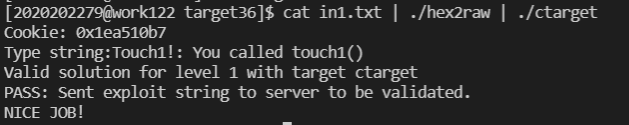 [2020202279@work122 target36]$ cat in1.txt | ./hex2raw | ./ctarget
Cookie: 0x1ea510b7
Type string:Touch1!: You called touch1()
Valid solution for level 1 with target ctarget
PASS: Sent exploit string to server to be validated.
NICE JOB!